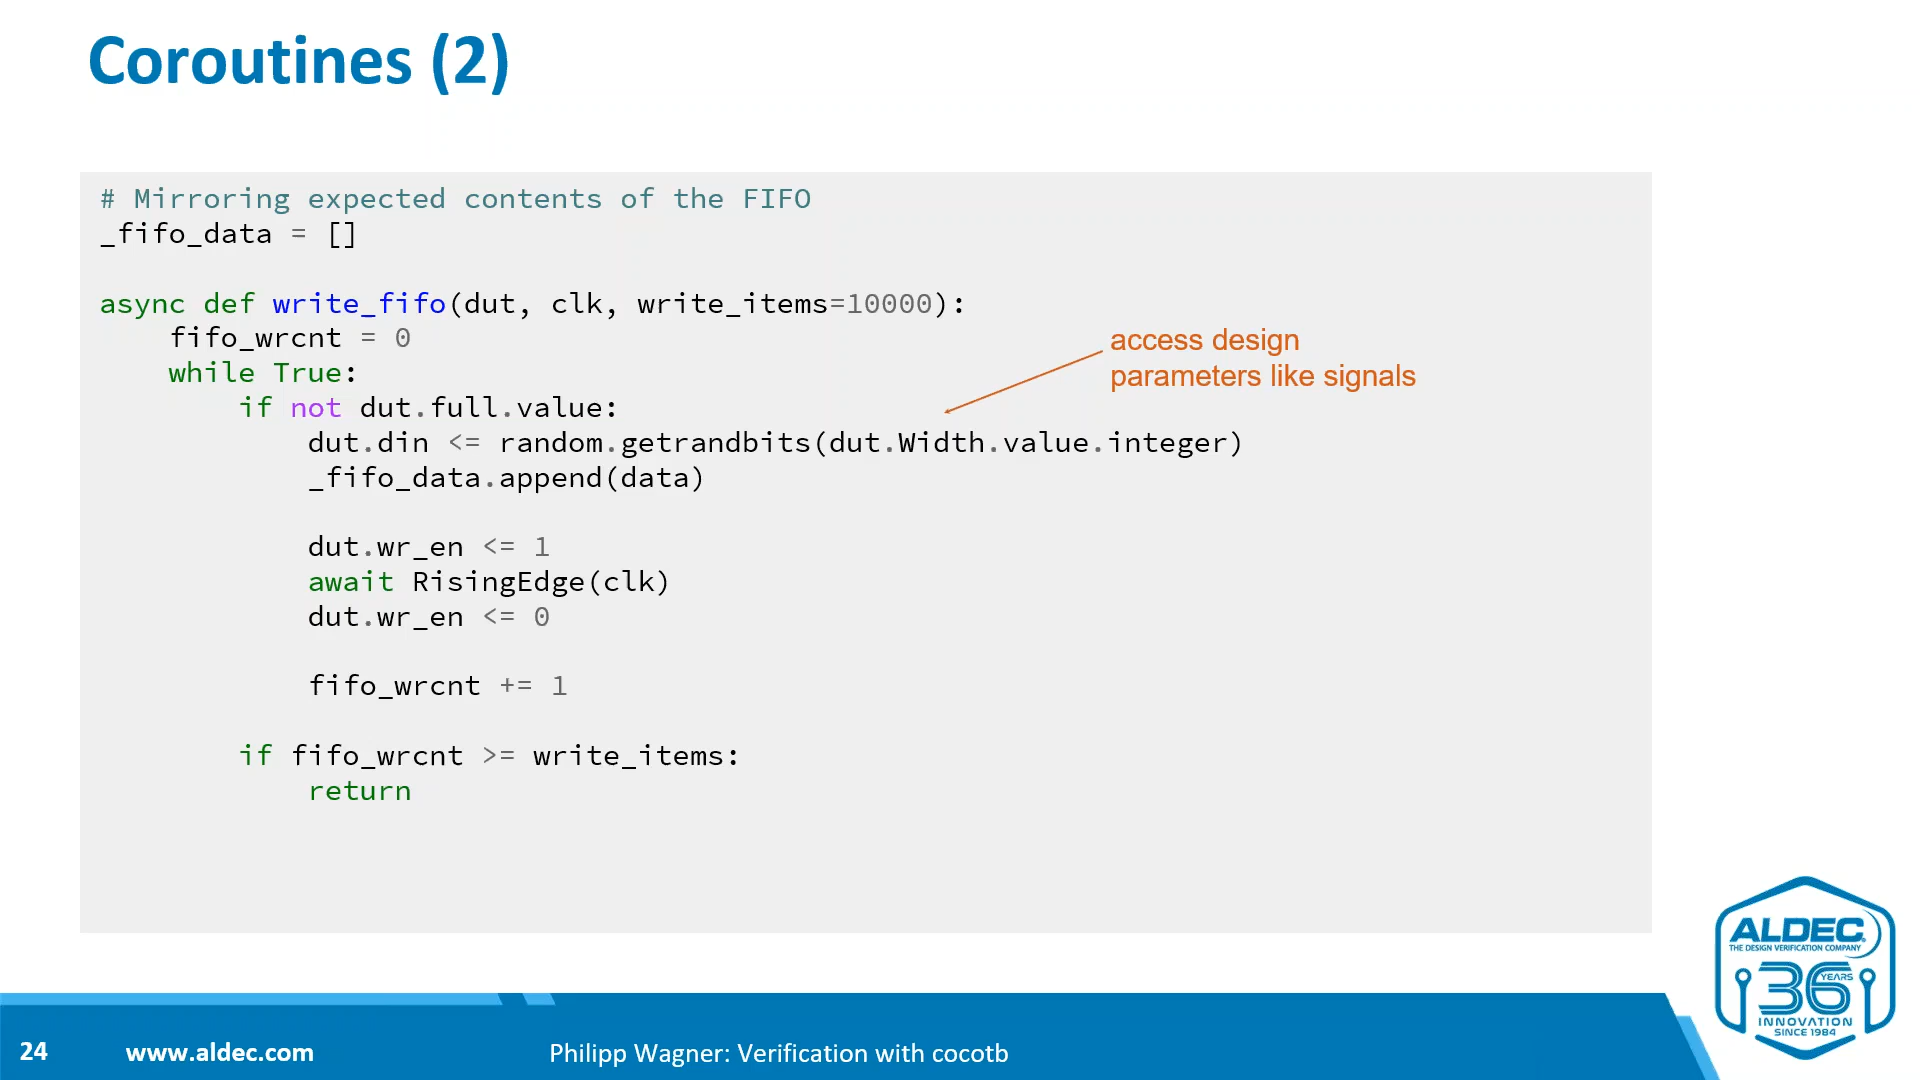 Coroutines (2)
# Mirroring expected contents of the FIFO
_fifo_data = []
async def write_fifo(dut, clk, write_items=10000):
    fifo_wrcnt = 0
    while True:
        if not dut.full.value:
            dut.din <= random.getrandbits(dut.Width.value.integer)
            _fifo_data.append(data)
            dut.wr_en <= 1
            await RisingEdge(clk)
            dut.wr_en <= 0
            fifo_wrcnt += 1
        if fifo_wrcnt >= write_items:
            return
access design
parameters like signals
ALDEC
THE DESIGN VERIFICATION COMPANY
36
YEARS
INNOVATION
SINCE 1984
24
www.aldec.com
Philipp Wagner: Verification with cocotb